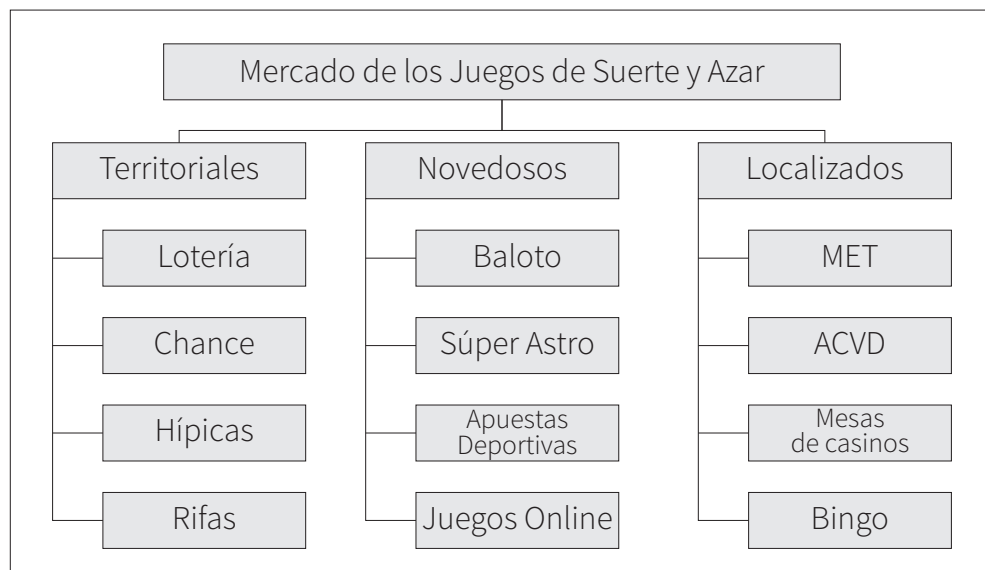 Mercado de los Juegos de Suerte y Azar
Territoriales
Lotería
Chance
Hípicas
Rifas
Novedosos
Baloto
Súper Astro
Apuestas
Deportivas
Juegos Online
Localizados
MET
ACVD
Mesas
de casinos
Bingo